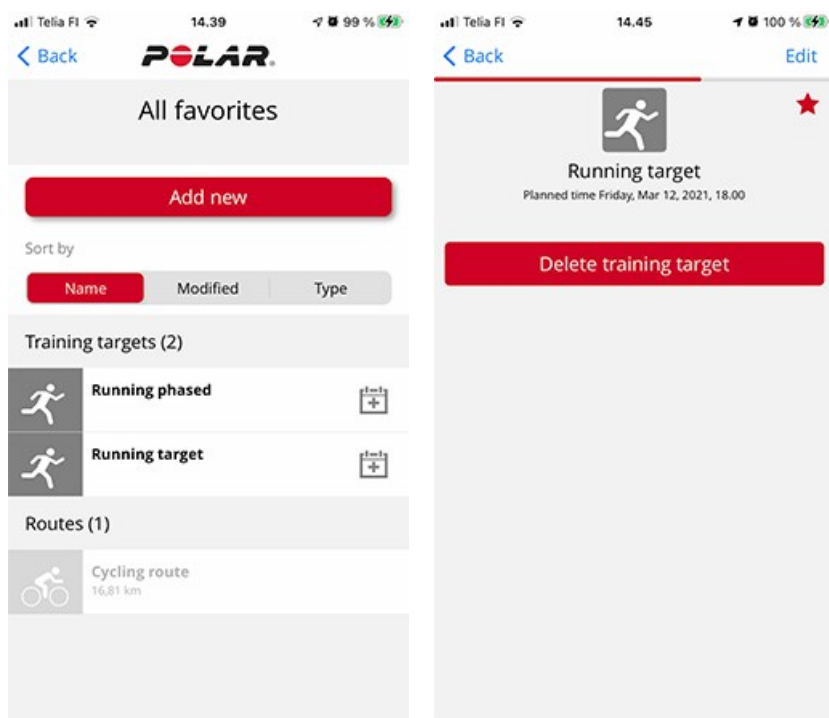 Telia FI 14.39 99 %
Back POLAR.
All favorites
Add new
Sort by
Name Modified Type
Training targets (2)
Running phased
Running target
Routes (1)
Cycling route
16,81 km
Telia FI 14.45 100 %
Back Edit
Running target
Planned time Friday, Mar 12, 2021, 18.00
Delete training target